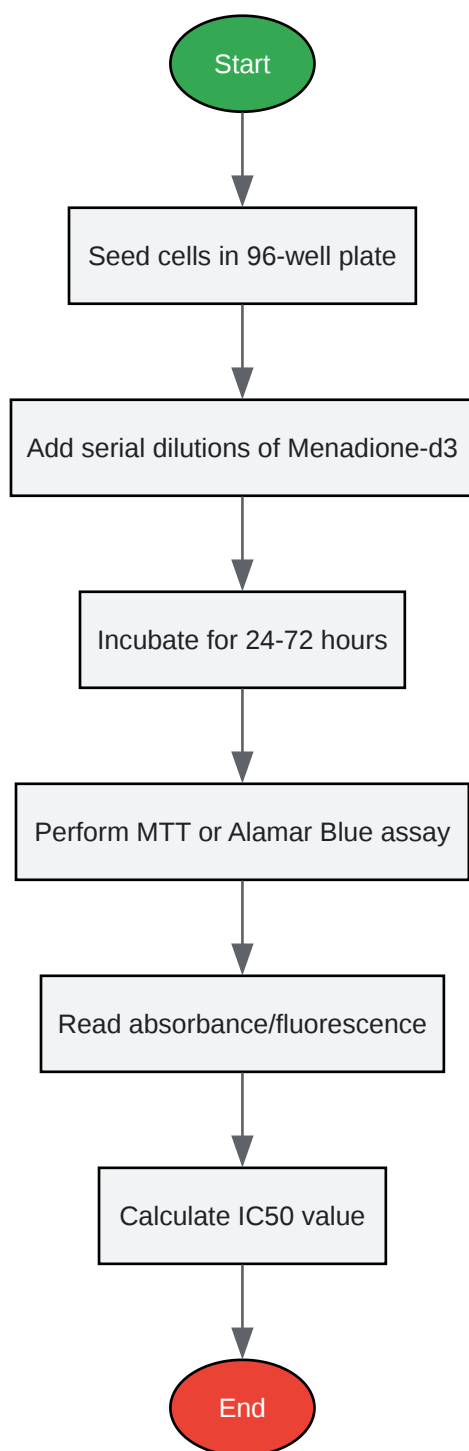 Start
Seed cells in 96-well plate
Add serial dilutions of Menadione-d3
Incubate for 24-72 hours
Perform MTT or Alamar Blue assay
Read absorbance/fluorescence
Calculate IC50 value
End